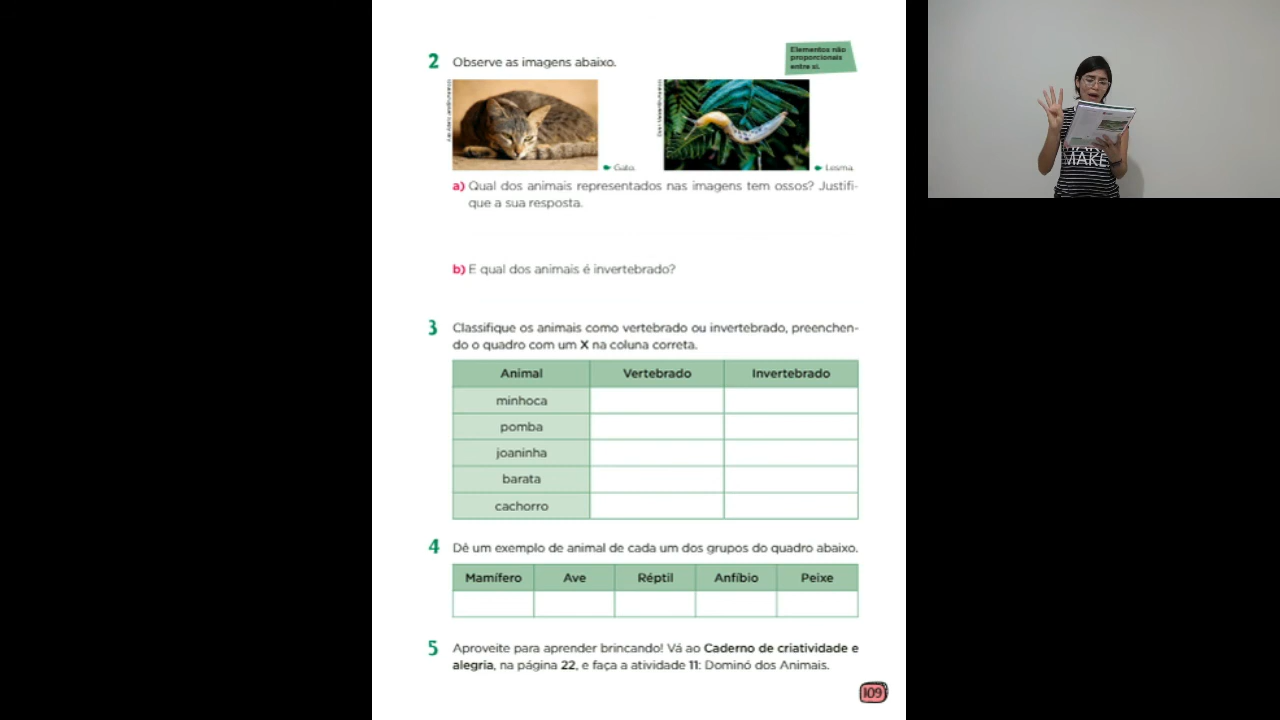 2 Observe as imagens abaixo.
Elementos não
proporcionais
entre si.
Gato.
Lesma.
a) Qual dos animais representados nas imagens tem ossos? Justifi-
que a sua resposta.
b) E qual dos animais é invertebrado?
3 Classifique os animais como vertebrado ou invertebrado, preenchen-
do o quadro com um X na coluna correta.
Animal Vertebrado Invertebrado
minhoca
pomba
joaninha
barata
cachorro
4 Dê um exemplo de animal de cada um dos grupos do quadro abaixo.
Mamífero Ave Réptil Anfíbio Peixe
5 Aproveite para aprender brincando! Vá ao Caderno de criatividade e
alegria, na página 22, e faça a atividade 11: Dominó dos Animais.
109
MAKE